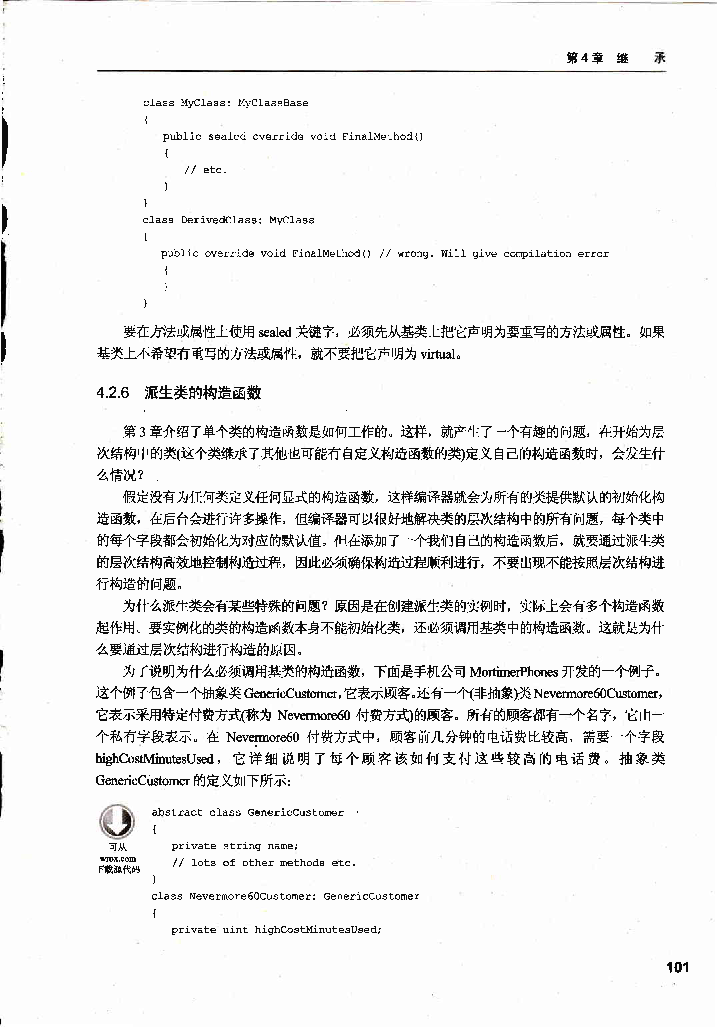 第4章 继 承
class MyClass: MyClassBase
{
public sealed override void FinalMethod()
{
// etc.
}
}
class DerivedClass: MyClass
{
public override void FinalMethod() // wrong. Will give compilation error
{
}
}
要在方法或属性上使用 sealed 关键字，必须先从基类上把它声明为要重写的方法或属性。如果
基类上不希望有重写的方法或属性，就不要把它声明为 virtual。
4.2.6 派生类的构造函数
第 3 章介绍了单个类的构造函数是如何工作的。这样，就产生了一个有趣的问题，在开始为层
次结构中的类(这个类继承了其他也可能有自定义构造函数的类)定义自己的构造函数时，会发生什
么情况？
假定没有为任何类定义任何显式的构造函数，这样编译器就会为所有的类提供默认的初始化构
造函数，在后台会进行许多操作，但编译器可以很好地解决类的层次结构中的所有问题，每个类中
的每个字段都会初始化为对应的默认值。但在添加了一个我们自己的构造函数后，就要通过派生类
的层次结构高效地控制构造过程，因此必须确保构造过程顺利进行，不要出现不能按照层次结构进
行构造的问题。
为什么派生类会有某些特殊的问题？原因是在创建派生类的实例时，实际上会有多个构造函数
起作用。要实例化的类的构造函数本身不能初始化类，还必须调用基类中的构造函数。这就是为什
么要通过层次结构进行构造的原因。
为了说明为什么必须调用基类的构造函数，下面是手机公司 MortimerPhones 开发的一个例子。
这个例子包含一个抽象类 GenericCustomer，它表示顾客。还有一个(非抽象)类 Nevermore60Customer，
它表示采用特定付费方式(称为 Nevermore60 付费方式)的顾客。所有的顾客都有一个名字，它由一
个私有字段表示。在 Nevermore60 付费方式中，顾客前几分钟的电话费比较高，需要一个字段
highCostMinutesUsed，它详细说明了每个顾客该如何支付这些较高的电话费。抽象类
GenericCustomer 的定义如下所示：
可从
wrox.com
下载源代码
abstract class GenericCustomer
{
private string name;
// lots of other methods etc.
}
class Nevermore60Customer: GenericCustomer
{
private uint highCostMinutesUsed;
101